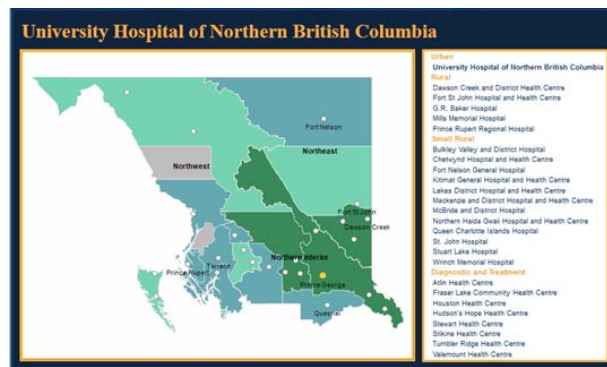 University Hospital of Northern British Columbia
Fort Nelson
Northwest
Northeast
Fort St John
Dawson Creek
Northern Interior
Terrace
Prince Rupert
Prince George
Quesnel
Urban
University Hospital of Northern British Columbia
Rural
Dawson Creek and District Health Centre
Fort St John Hospital and Health Centre
G.R. Baker Hospital
Mills Memorial Hospital
Prince Rupert Regional Hospital
Small Rural
Bulkley Valley and District Hospital
Chetwynd Hospital and Health Centre
Fort Nelson General Hospital
Kitimat General Hospital and Health Centre
Lakes District Hospital and Health Centre
Mackenzie and District Hospital and Health Centre
McBride and District Hospital
Northern Haida Gwaii Hospital and Health Centre
Queen Charlotte Islands Hospital
St. John Hospital
Stuart Lake Hospital
Wrinch Memorial Hospital
Diagnostic and Treatment
Atlin Health Centre
Fraser Lake Community Health Centre
Houston Health Centre
Hudson's Hope Health Centre
Stewart Health Centre
Stikine Health Centre
Tumbler Ridge Health Centre
Valemount Health Centre